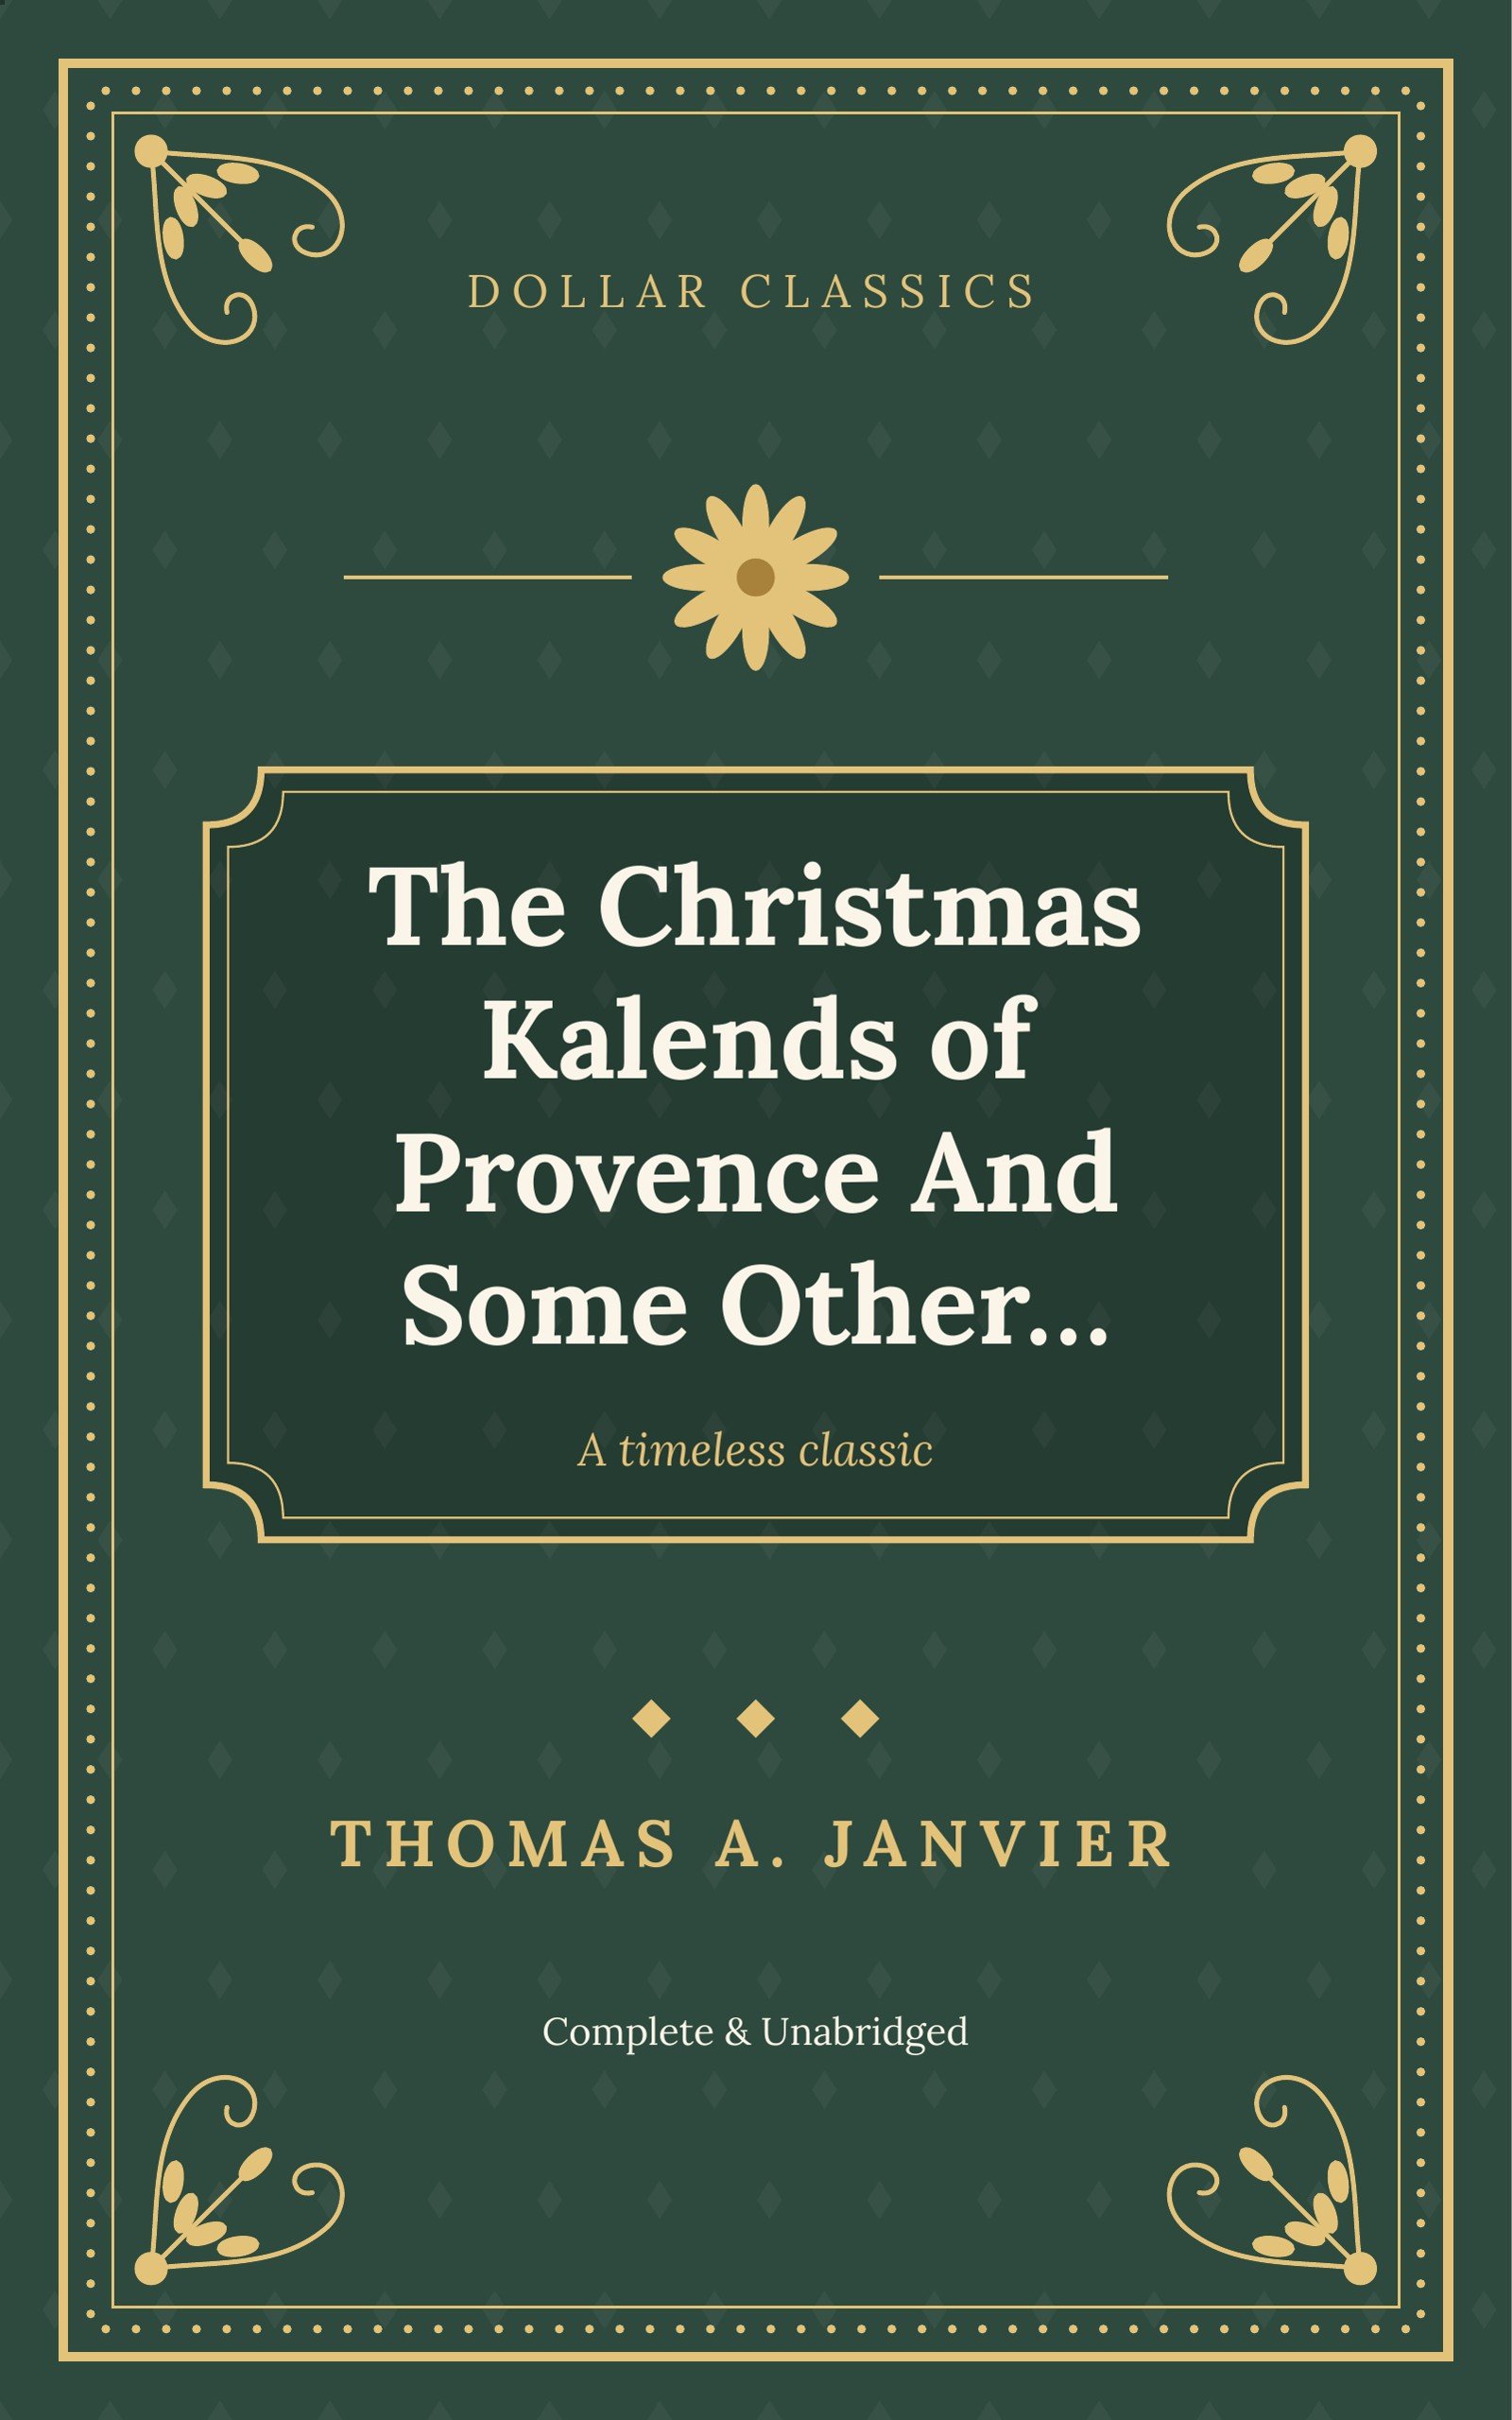 DOLLAR CLASSICS
The Christmas
Kalends of
Provence And
Some Other...
A timeless classic
THOMAS A. JANVIER
Complete & Unabridged